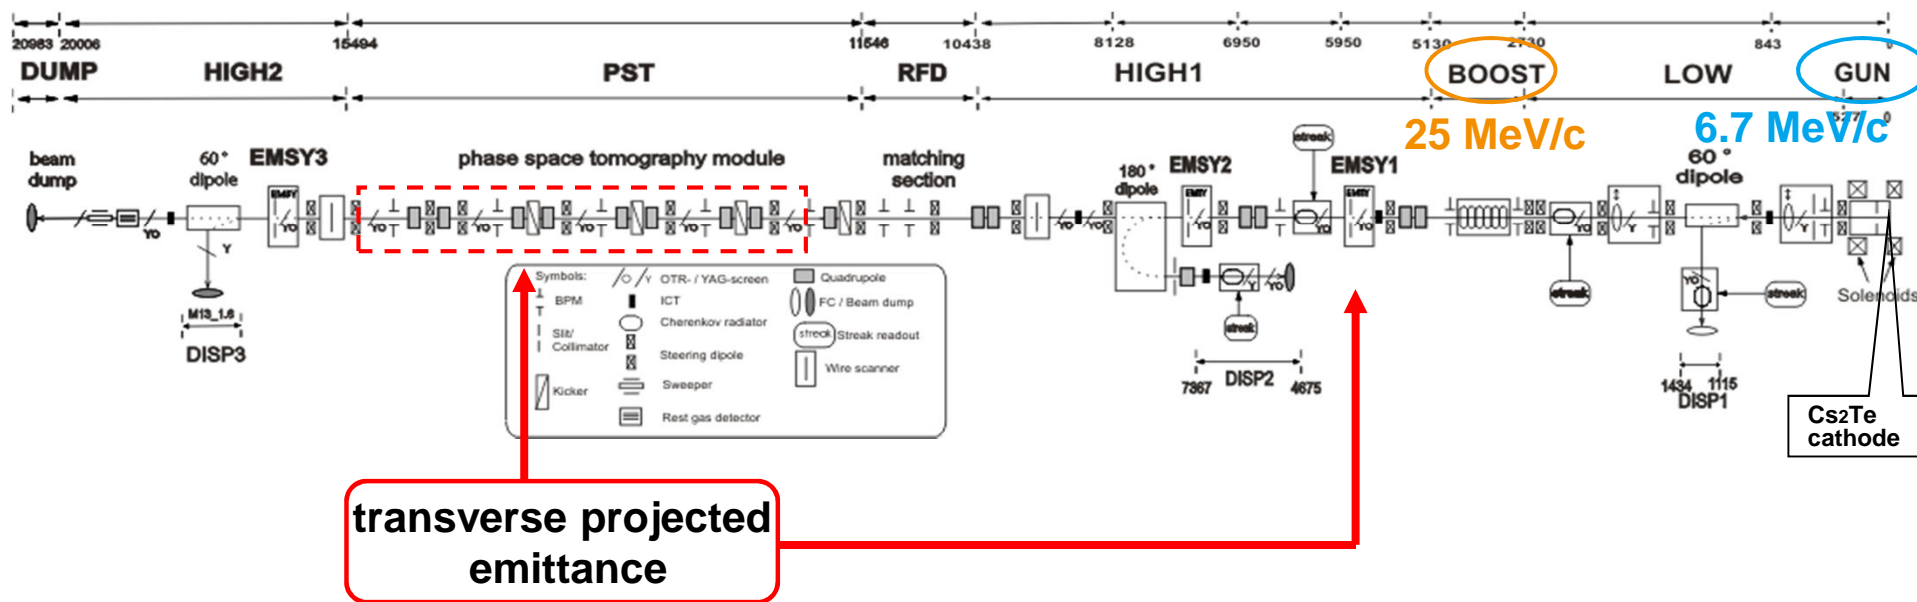 20983 20006 15494 11546 10438 8128 6950 5950 5130 2730 843 0
DUMP HIGH2 PST RFD HIGH1 BOOST LOW GUN
527 0
25 MeV/c 6.7 MeV/c
beam
dump
60°
dipole
EMSY3
phase space tomography module
matching
section
180°
dipole
EMSY2
streak
EMSY1
60°
dipole
EMSY
YO
Y
M13_1.6
DISP3
Symbols:
BPM
Slit/
Collimator
Kicker
OTR- / YAG-screen
ICT
Cherenkov radiator
Steering dipole
Sweeper
Rest gas detector
Quadrupole
FC / Beam dump
streak Streak readout
Wire scanner
streak
7367 DISP2 4675
streak
streak
Solenoids
1434 1115
DISP1
Cs2Te
cathode
transverse projected
emittance